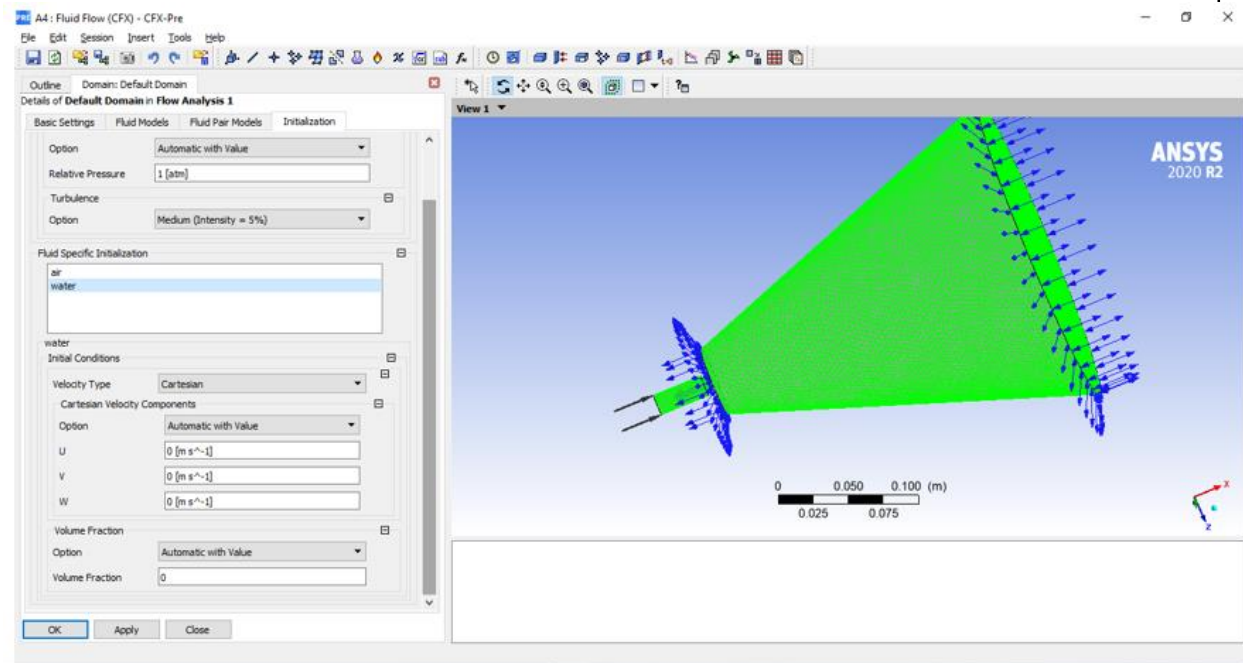 A4 : Fluid Flow (CFX) - CFX-Pre
File Edit Session Insert Tools Help
Outline Domain: Default Domain
Details of Default Domain in Flow Analysis 1
Basic Settings Fluid Models Fluid Pair Models Initialization
Option Automatic with Value
Relative Pressure 1 [atm]
Turbulence
Option Medium (Intensity = 5%)
Fluid Specific Initialization
air
water
water
Initial Conditions
Velocity Type Cartesian
Cartesian Velocity Components
Option Automatic with Value
U 0 [m s^-1]
V 0 [m s^-1]
W 0 [m s^-1]
Volume Fraction
Option Automatic with Value
Volume Fraction 0
OK Apply Close
View 1
ANSYS
2020 R2
0 0.050 0.100 (m)
0.025 0.075
X
Z